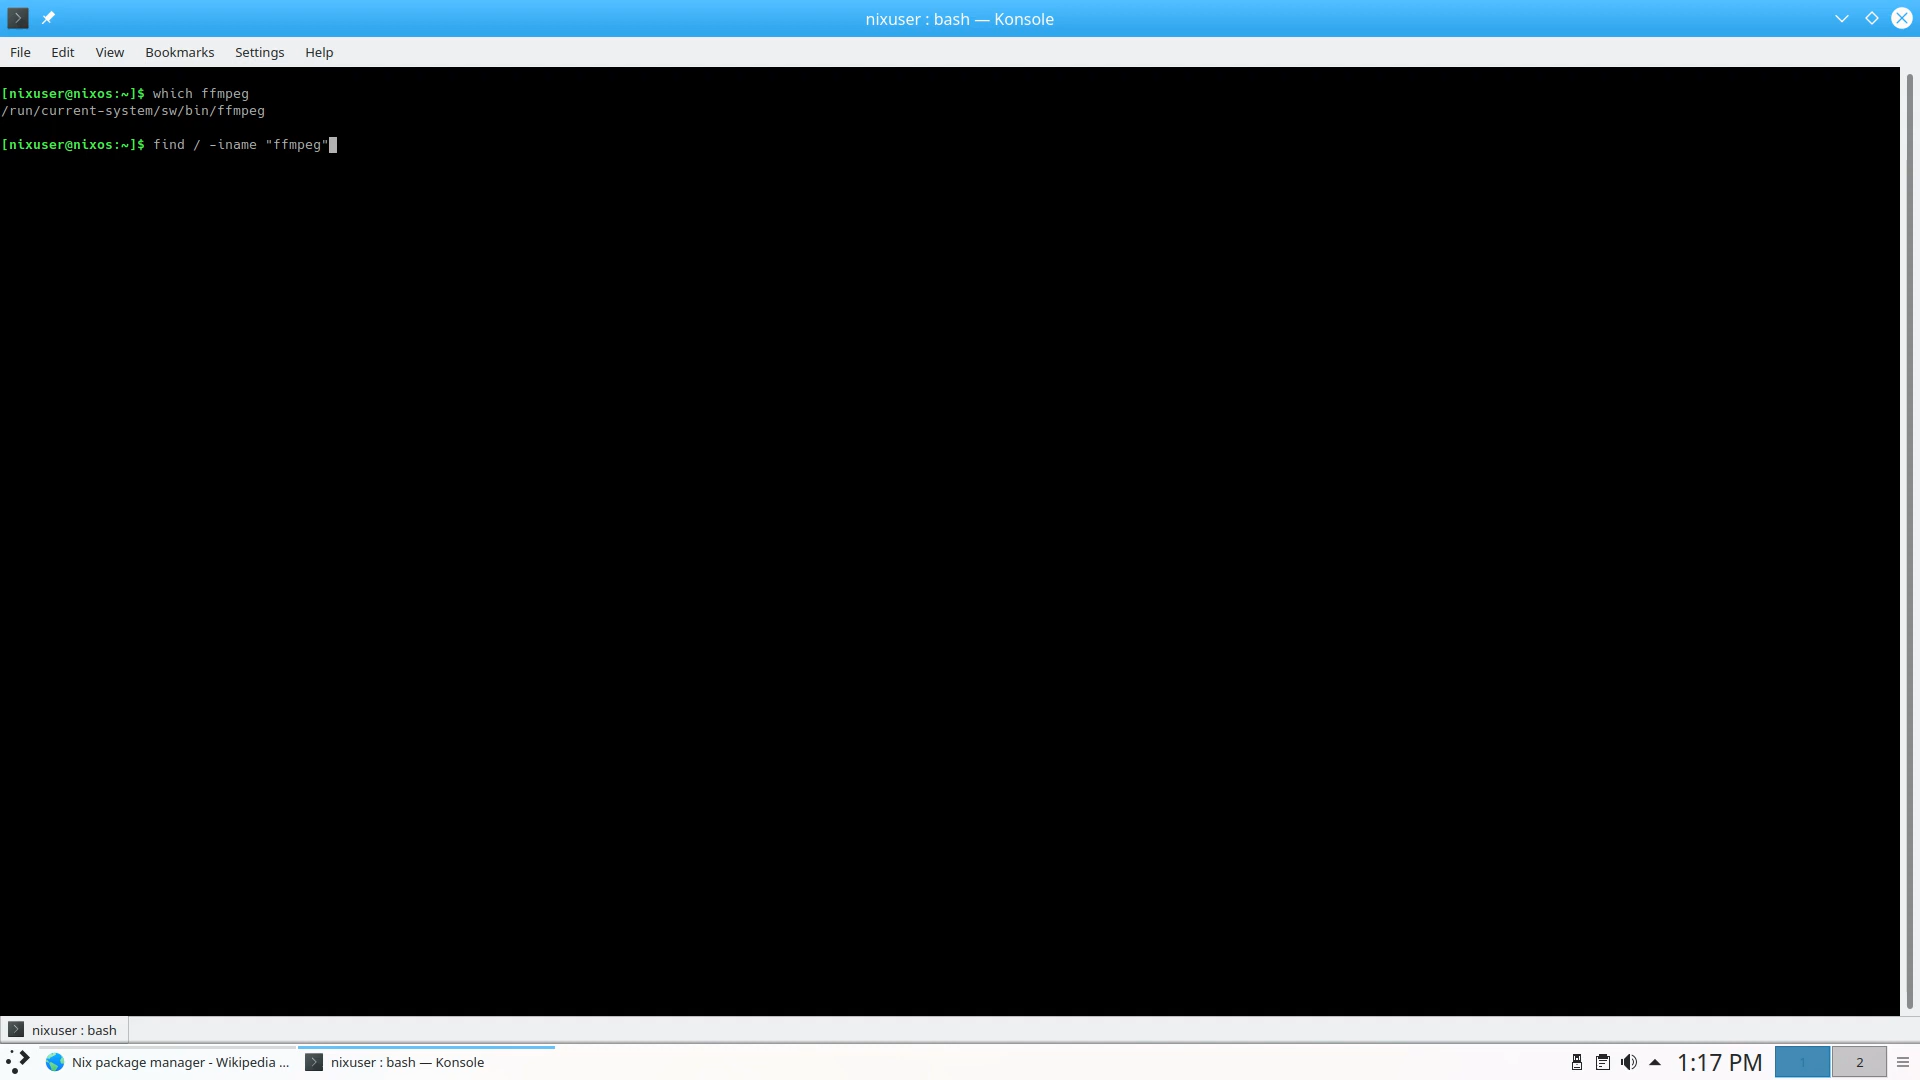 nixuser : bash — Konsole
File Edit View Bookmarks Settings Help
[nixuser@nixos:~]$ which ffmpeg
/run/current-system/sw/bin/ffmpeg
[nixuser@nixos:~]$ find / -iname "ffmpeg"
nixuser : bash
Nix package manager - Wikipedia ... nixuser : bash — Konsole 1:17 PM 1 2